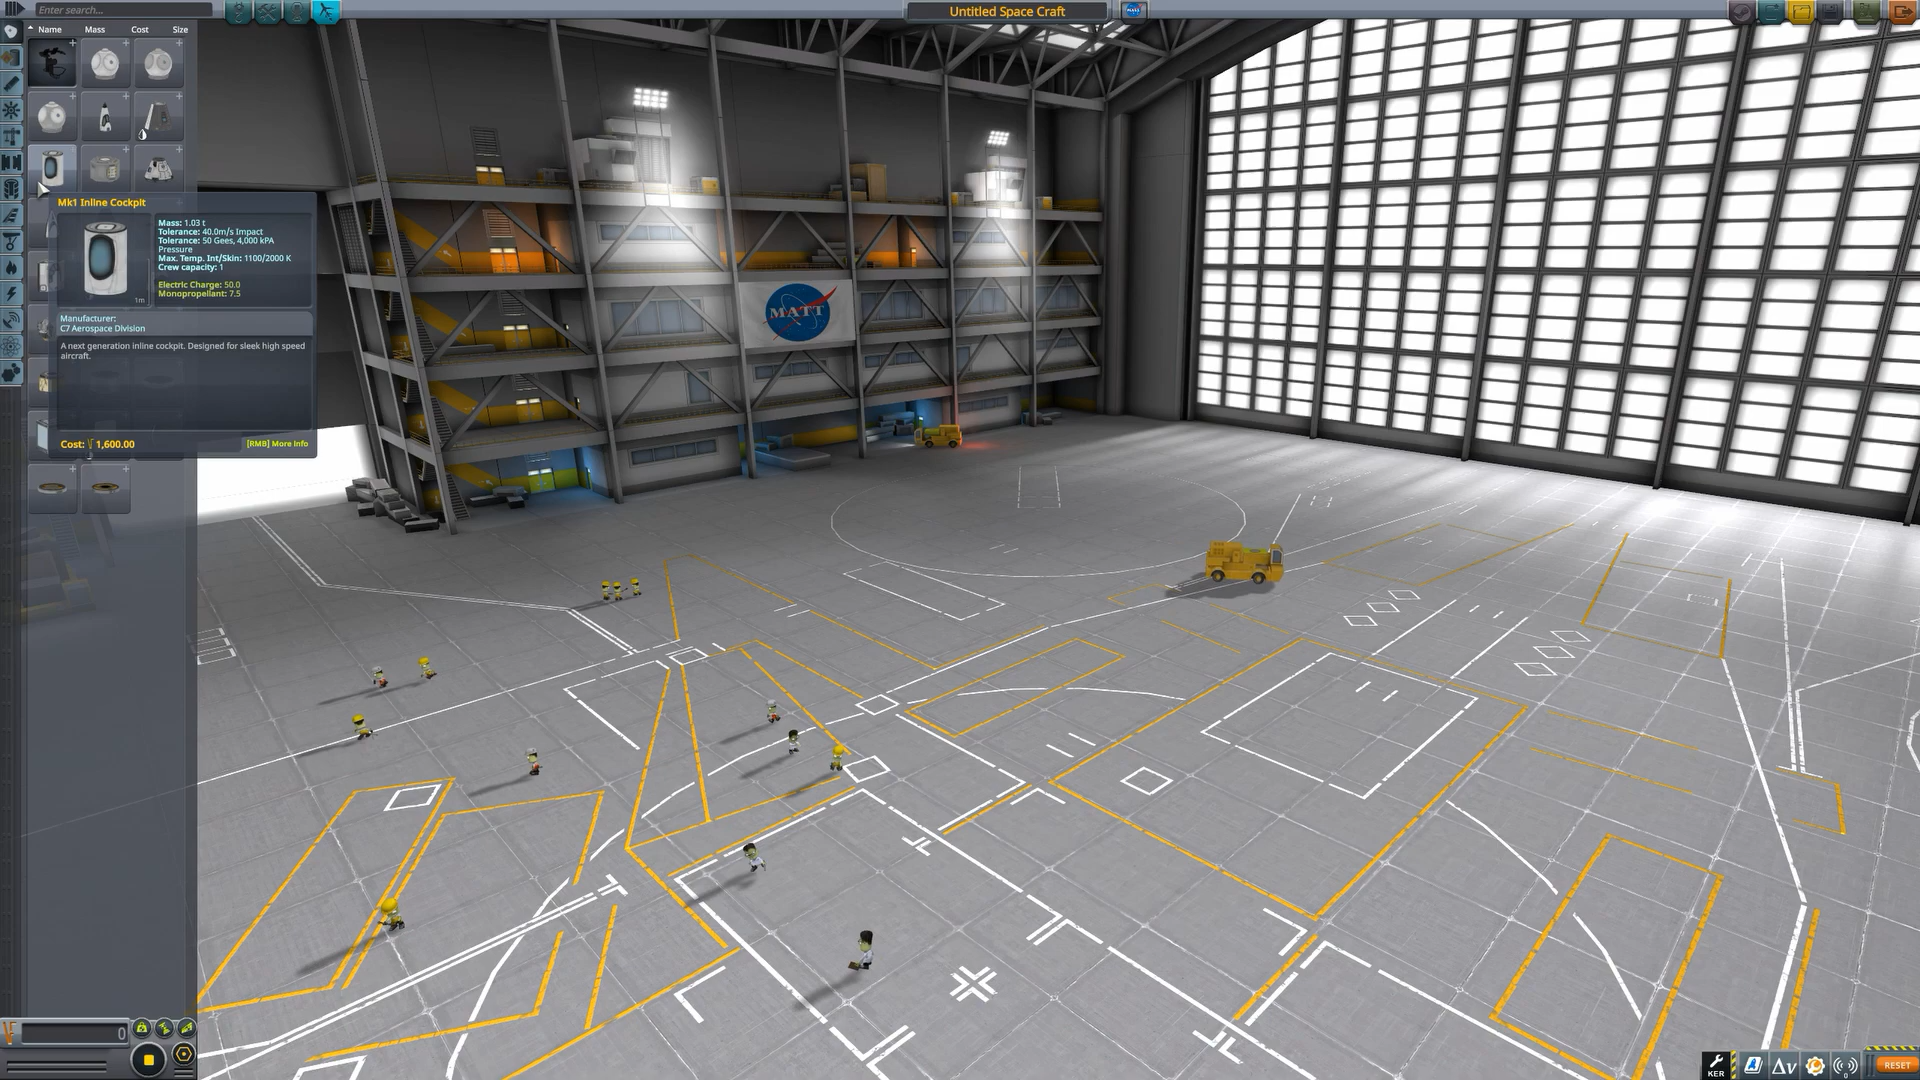 Enter search...
Untitled Space Craft
Name Mass Cost Size
Mk1 Inline Cockpit
Mass: 1.03 t
Tolerance: 40.0m/s Impact
Tolerance: 50 Gees, 4,000 kPA
Pressure
Max. Temp. Int/Skin: 1100/2000 K
Crew capacity: 1
Electric Charge: 50.0
Monopropellant: 7.5
1m
Manufacturer:
C7 Aerospace Division
A next generation inline cockpit. Designed for sleek high speed
aircraft.
Cost: 1,600.00
[RMB] More Info
MATT
0
KER
Δv
RESET